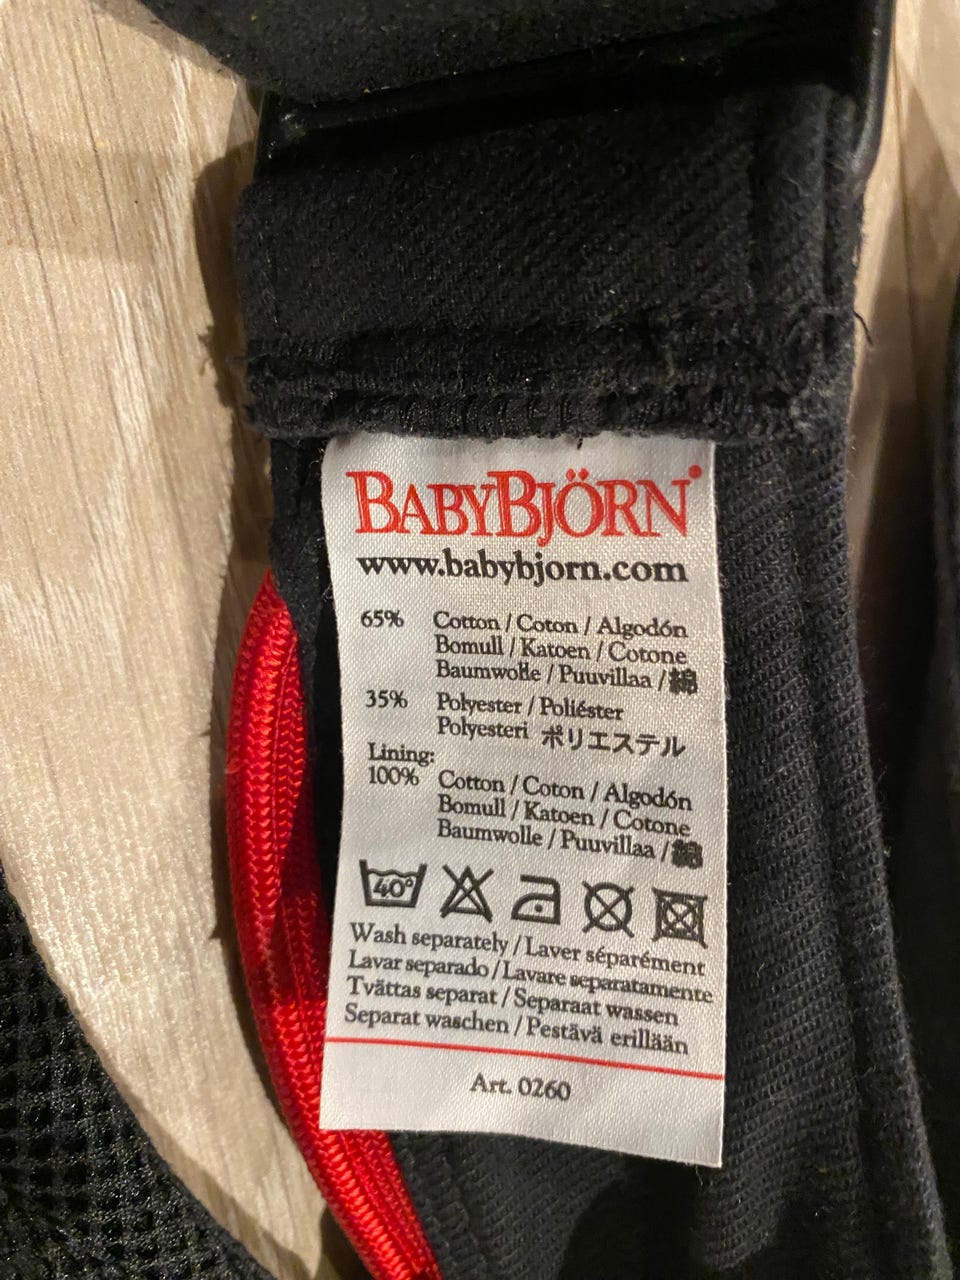 BABYBJÖRN®
www.babybjorn.com
65% Cotton / Coton / Algodón
Bomull / Katoen / Cotone
Baumwolle / Puuvillaa / 綿
35% Polyester / Poliéster
Polyesteri ポリエステル
Lining:
100% Cotton / Coton / Algodón
Bomull / Katoen / Cotone
Baumwolle / Puuvillaa / 綿
40°
Wash separately / Laver séparément
Lavar separado / Lavare separatamente
Tvättas separat / Separaat wassen
Separat waschen / Pestävä erillään
Art. 0260